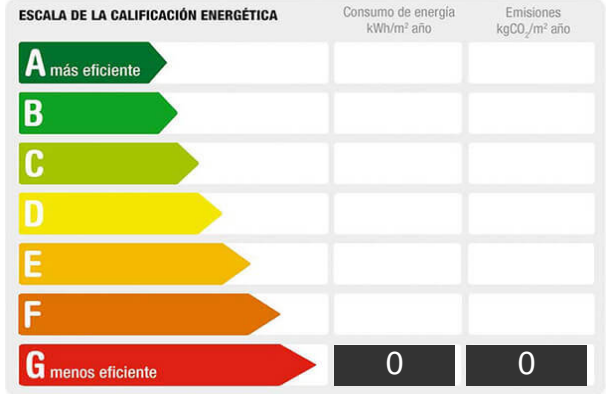 ESCALA DE LA CALIFICACIÓN ENERGÉTICA
Consumo de energía
kWh/m² año
Emisiones
kgCO₂/m² año
A más eficiente
B
C
D
E
F
G menos eficiente
0
0